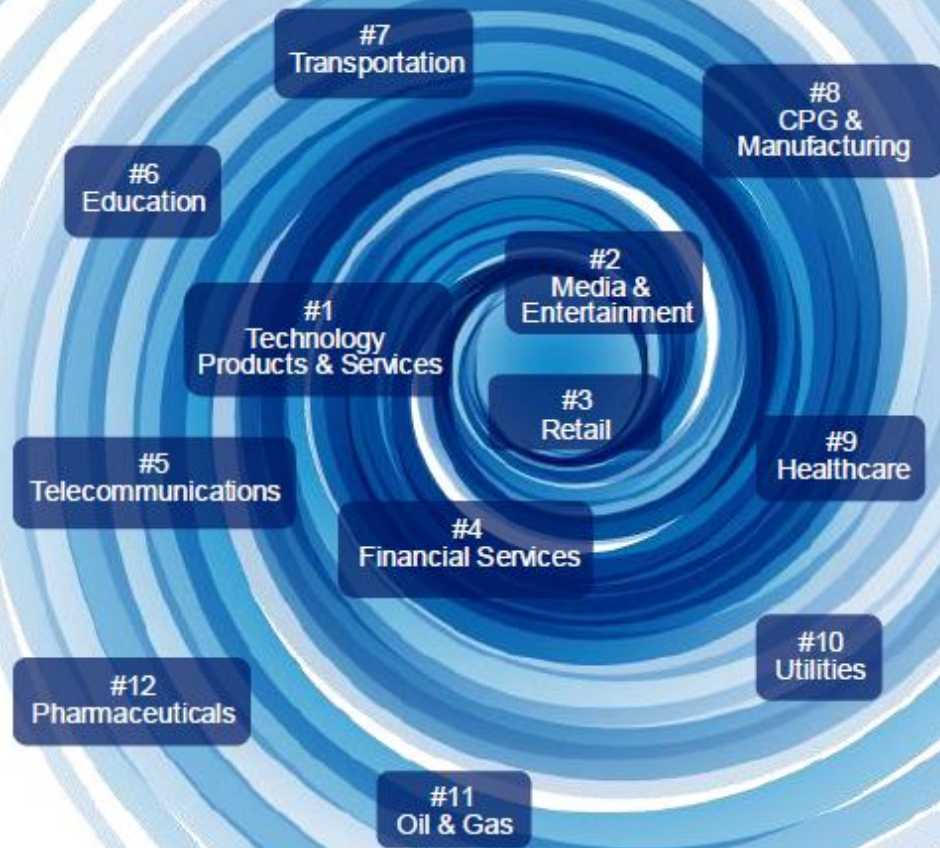 #7
Transportation
#8
CPG &
Manufacturing
#6
Education
#2
Media &
Entertainment
#1
Technology
Products & Services
#3
Retail
#9
Healthcare
#5
Telecommunications
#4
Financial Services
#10
Utilities
#12
Pharmaceuticals
#11
Oil & Gas